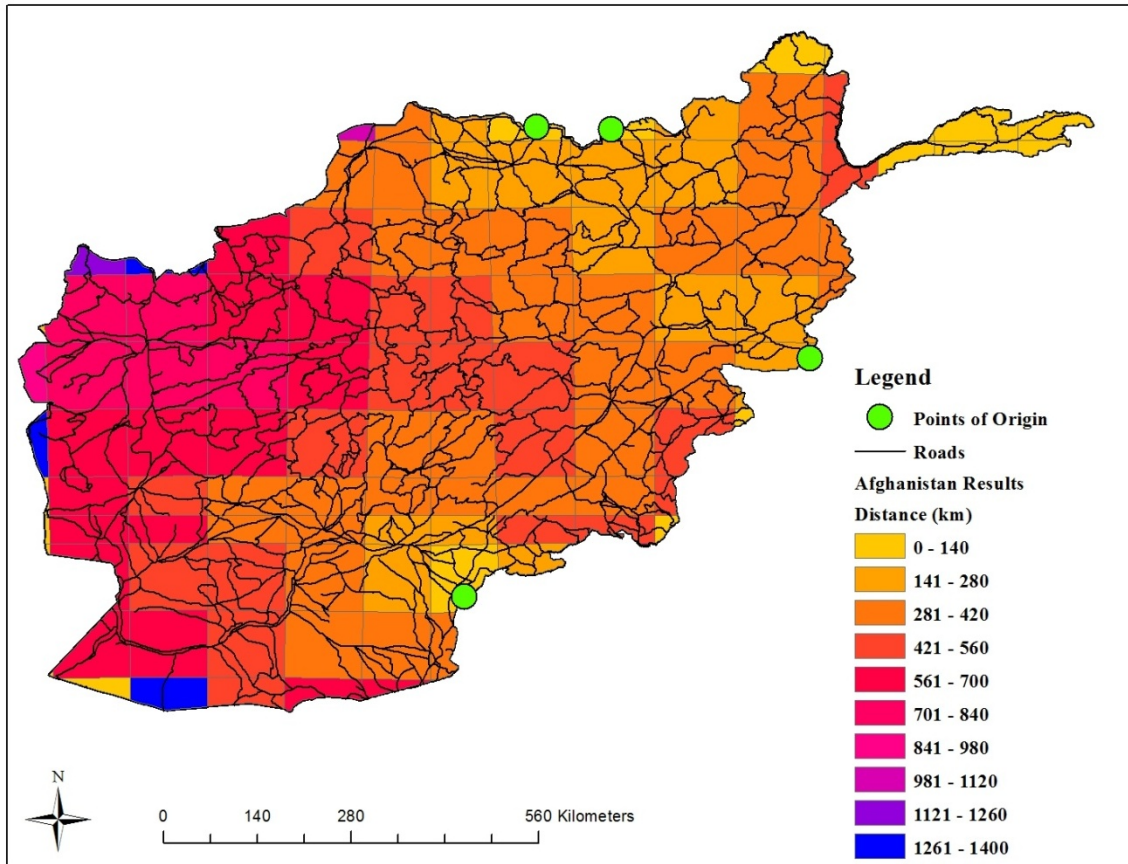 Legend
Points of Origin
Roads
Afghanistan Results
Distance (km)
0 - 140
141 - 280
281 - 420
421 - 560
561 - 700
701 - 840
841 - 980
981 - 1120
1121 - 1260
1261 - 1400
N
0 140 280 560 Kilometers